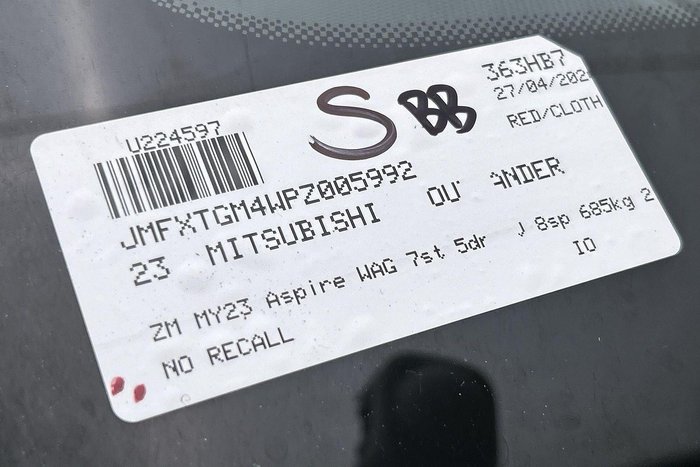 363HB7
27/04/202
RED/CLOTH
S BB
U224597
JMFXTGM4WPZ005992
23 MITSUBISHI OU ANDER
ZM MY23 Aspire WAG 7st 5dr 8sp 685kg 2
IO
NO RECALL